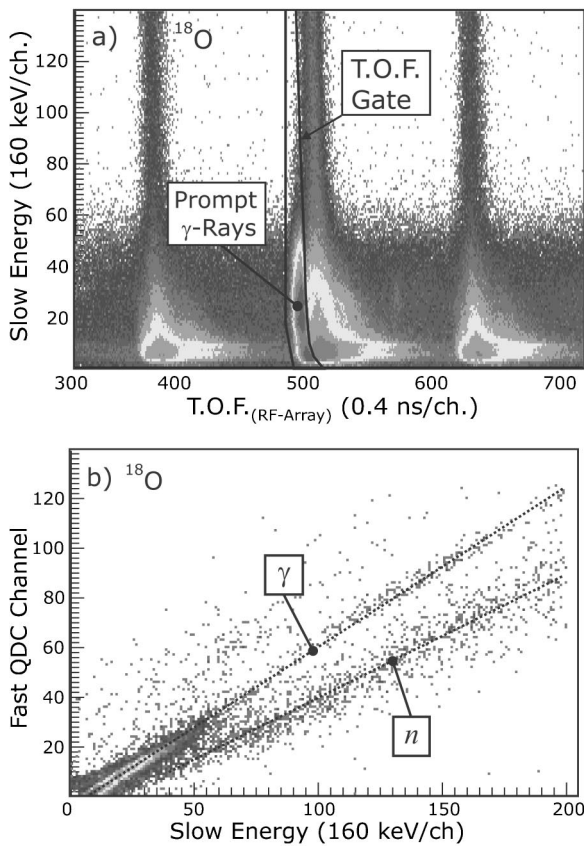 a) ¹⁸O
T.O.F.
Gate
Prompt
γ-Rays
Slow Energy (160 keV/ch.)
120
100
80
60
40
20
300 400 500 600 700
T.O.F.(RF-Array) (0.4 ns/ch.)
b) ¹⁸O
γ
n
Fast QDC Channel
120
100
80
60
40
20
0 50 100 150 200
Slow Energy (160 keV/ch)